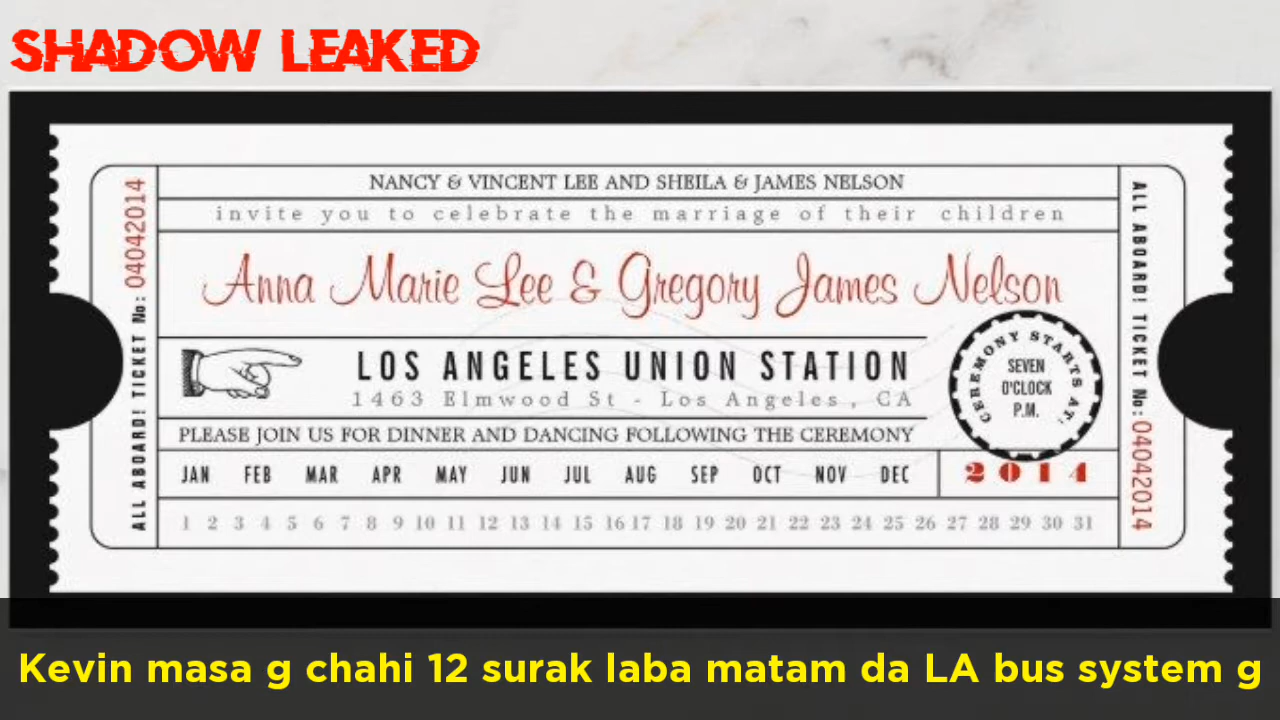 SHADOW LEAKED
NANCY & VINCENT LEE AND SHEILA & JAMES NELSON
invite you to celebrate the marriage of their children
Anna Marie Lee & Gregory James Nelson
LOS ANGELES UNION STATION
1463 Elmwood St - Los Angeles, CA
CEREMONY STARTS AT:
SEVEN
O'CLOCK
P.M.
PLEASE JOIN US FOR DINNER AND DANCING FOLLOWING THE CEREMONY
JAN FEB MAR APR MAY JUN JUL AUG SEP OCT NOV DEC
2014
1 2 3 4 5 6 7 8 9 10 11 12 13 14 15 16 17 18 19 20 21 22 23 24 25 26 27 28 29 30 31
ALL ABOARD! TICKET No: 04042014
ALL ABOARD! TICKET No: 04042014
Kevin masa g chahi 12 surak laba matam da LA bus system g